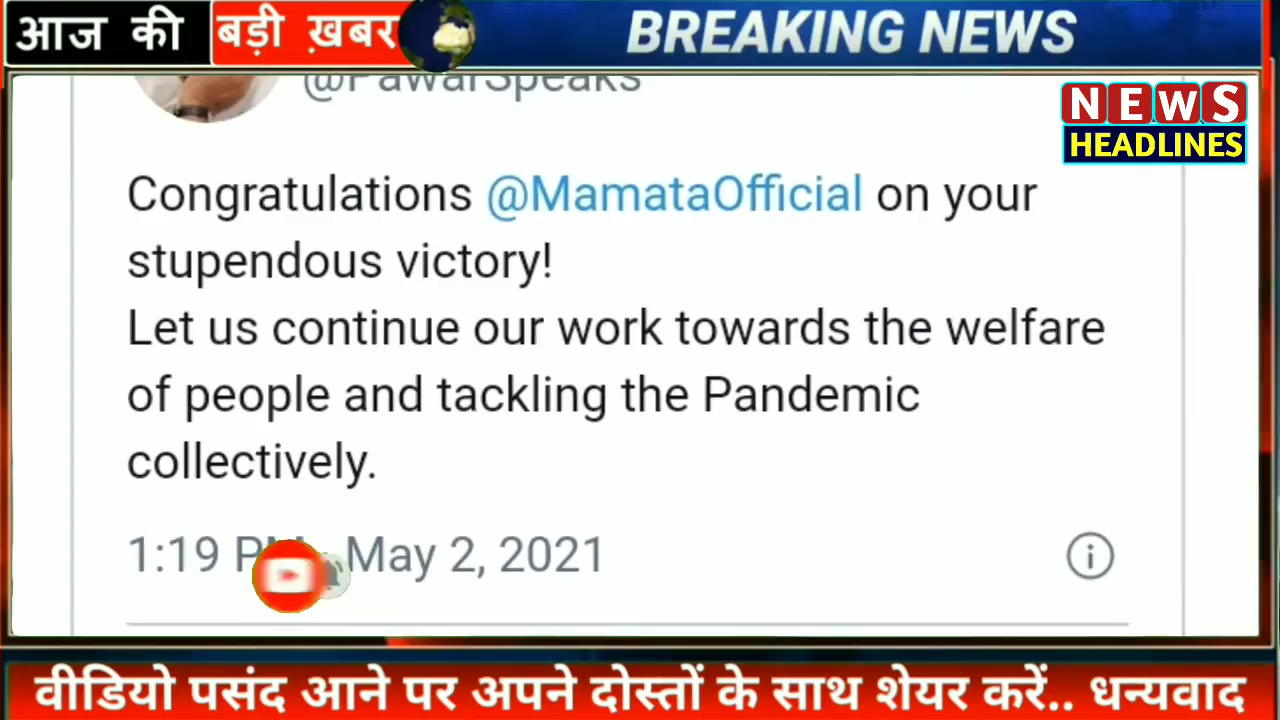 आज की बड़ी ख़बर BREAKING NEWS
@PawarSpeaks
NEWS
HEADLINES
Congratulations @MamataOfficial on your
stupendous victory!
Let us continue our work towards the welfare
of people and tackling the Pandemic
collectively.
1:19 PM · May 2, 2021
वीडियो पसंद आने पर अपने दोस्तों के साथ शेयर करें.. धन्यवाद